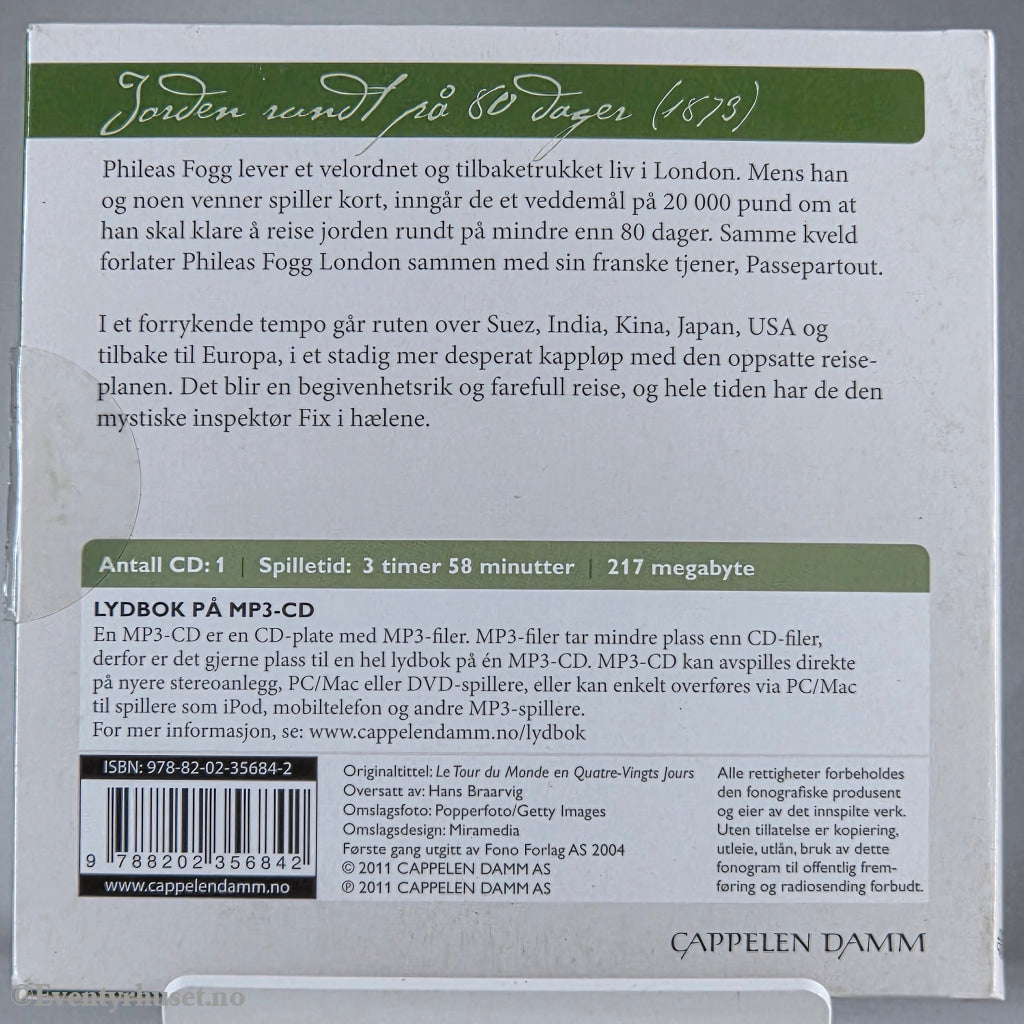 Jorden rundt på 80 dager (1873)
Phileas Fogg lever et velordnet og tilbaketrukket liv i London. Mens han
og noen venner spiller kort, inngår de et veddemål på 20 000 pund om at
han skal klare å reise jorden rundt på mindre enn 80 dager. Samme kveld
forlater Phileas Fogg London sammen med sin franske tjener, Passepartout.
I et forrykende tempo går ruten over Suez, India, Kina, Japan, USA og
tilbake til Europa, i et stadig mer desperat kappløp med den oppsatte reise-
planen. Det blir en begivenhetsrik og farefull reise, og hele tiden har de den
mystiske inspektør Fix i hælene.
Antall CD: 1 | Spilletid: 3 timer 58 minutter | 217 megabyte
LYDBOK PÅ MP3-CD
En MP3-CD er en CD-plate med MP3-filer. MP3-filer tar mindre plass enn CD-filer,
derfor er det gjerne plass til en hel lydbok på én MP3-CD. MP3-CD kan avspilles direkte
på nyere stereoanlegg, PC/Mac eller DVD-spillere, eller kan enkelt overføres via PC/Mac
til spillere som iPod, mobiltelefon og andre MP3-spillere.
For mer informasjon, se: www.cappelendamm.no/lydbok
ISBN: 978-82-02-35684-2
9 788202 356842
www.cappelendamm.no
Originaltittel: Le Tour du Monde en Quatre-Vingts Jours
Oversatt av: Hans Braarvig
Omslagsfoto: Popperfoto/Getty Images
Omslagsdesign: Miramedia
Første gang utgitt av Fono Forlag AS 2004
© 2011 CAPPELEN DAMM AS
℗ 2011 CAPPELEN DAMM AS
Alle rettigheter forbeholdes
den fonografiske produsent
og eier av det innspilte verk.
Uten tillatelse er kopiering,
utleie, utlån, bruk av dette
fonogram til offentlig frem-
føring og radiosending forbudt.
CAPPELEN DAMM
©Eventyrhuset.no